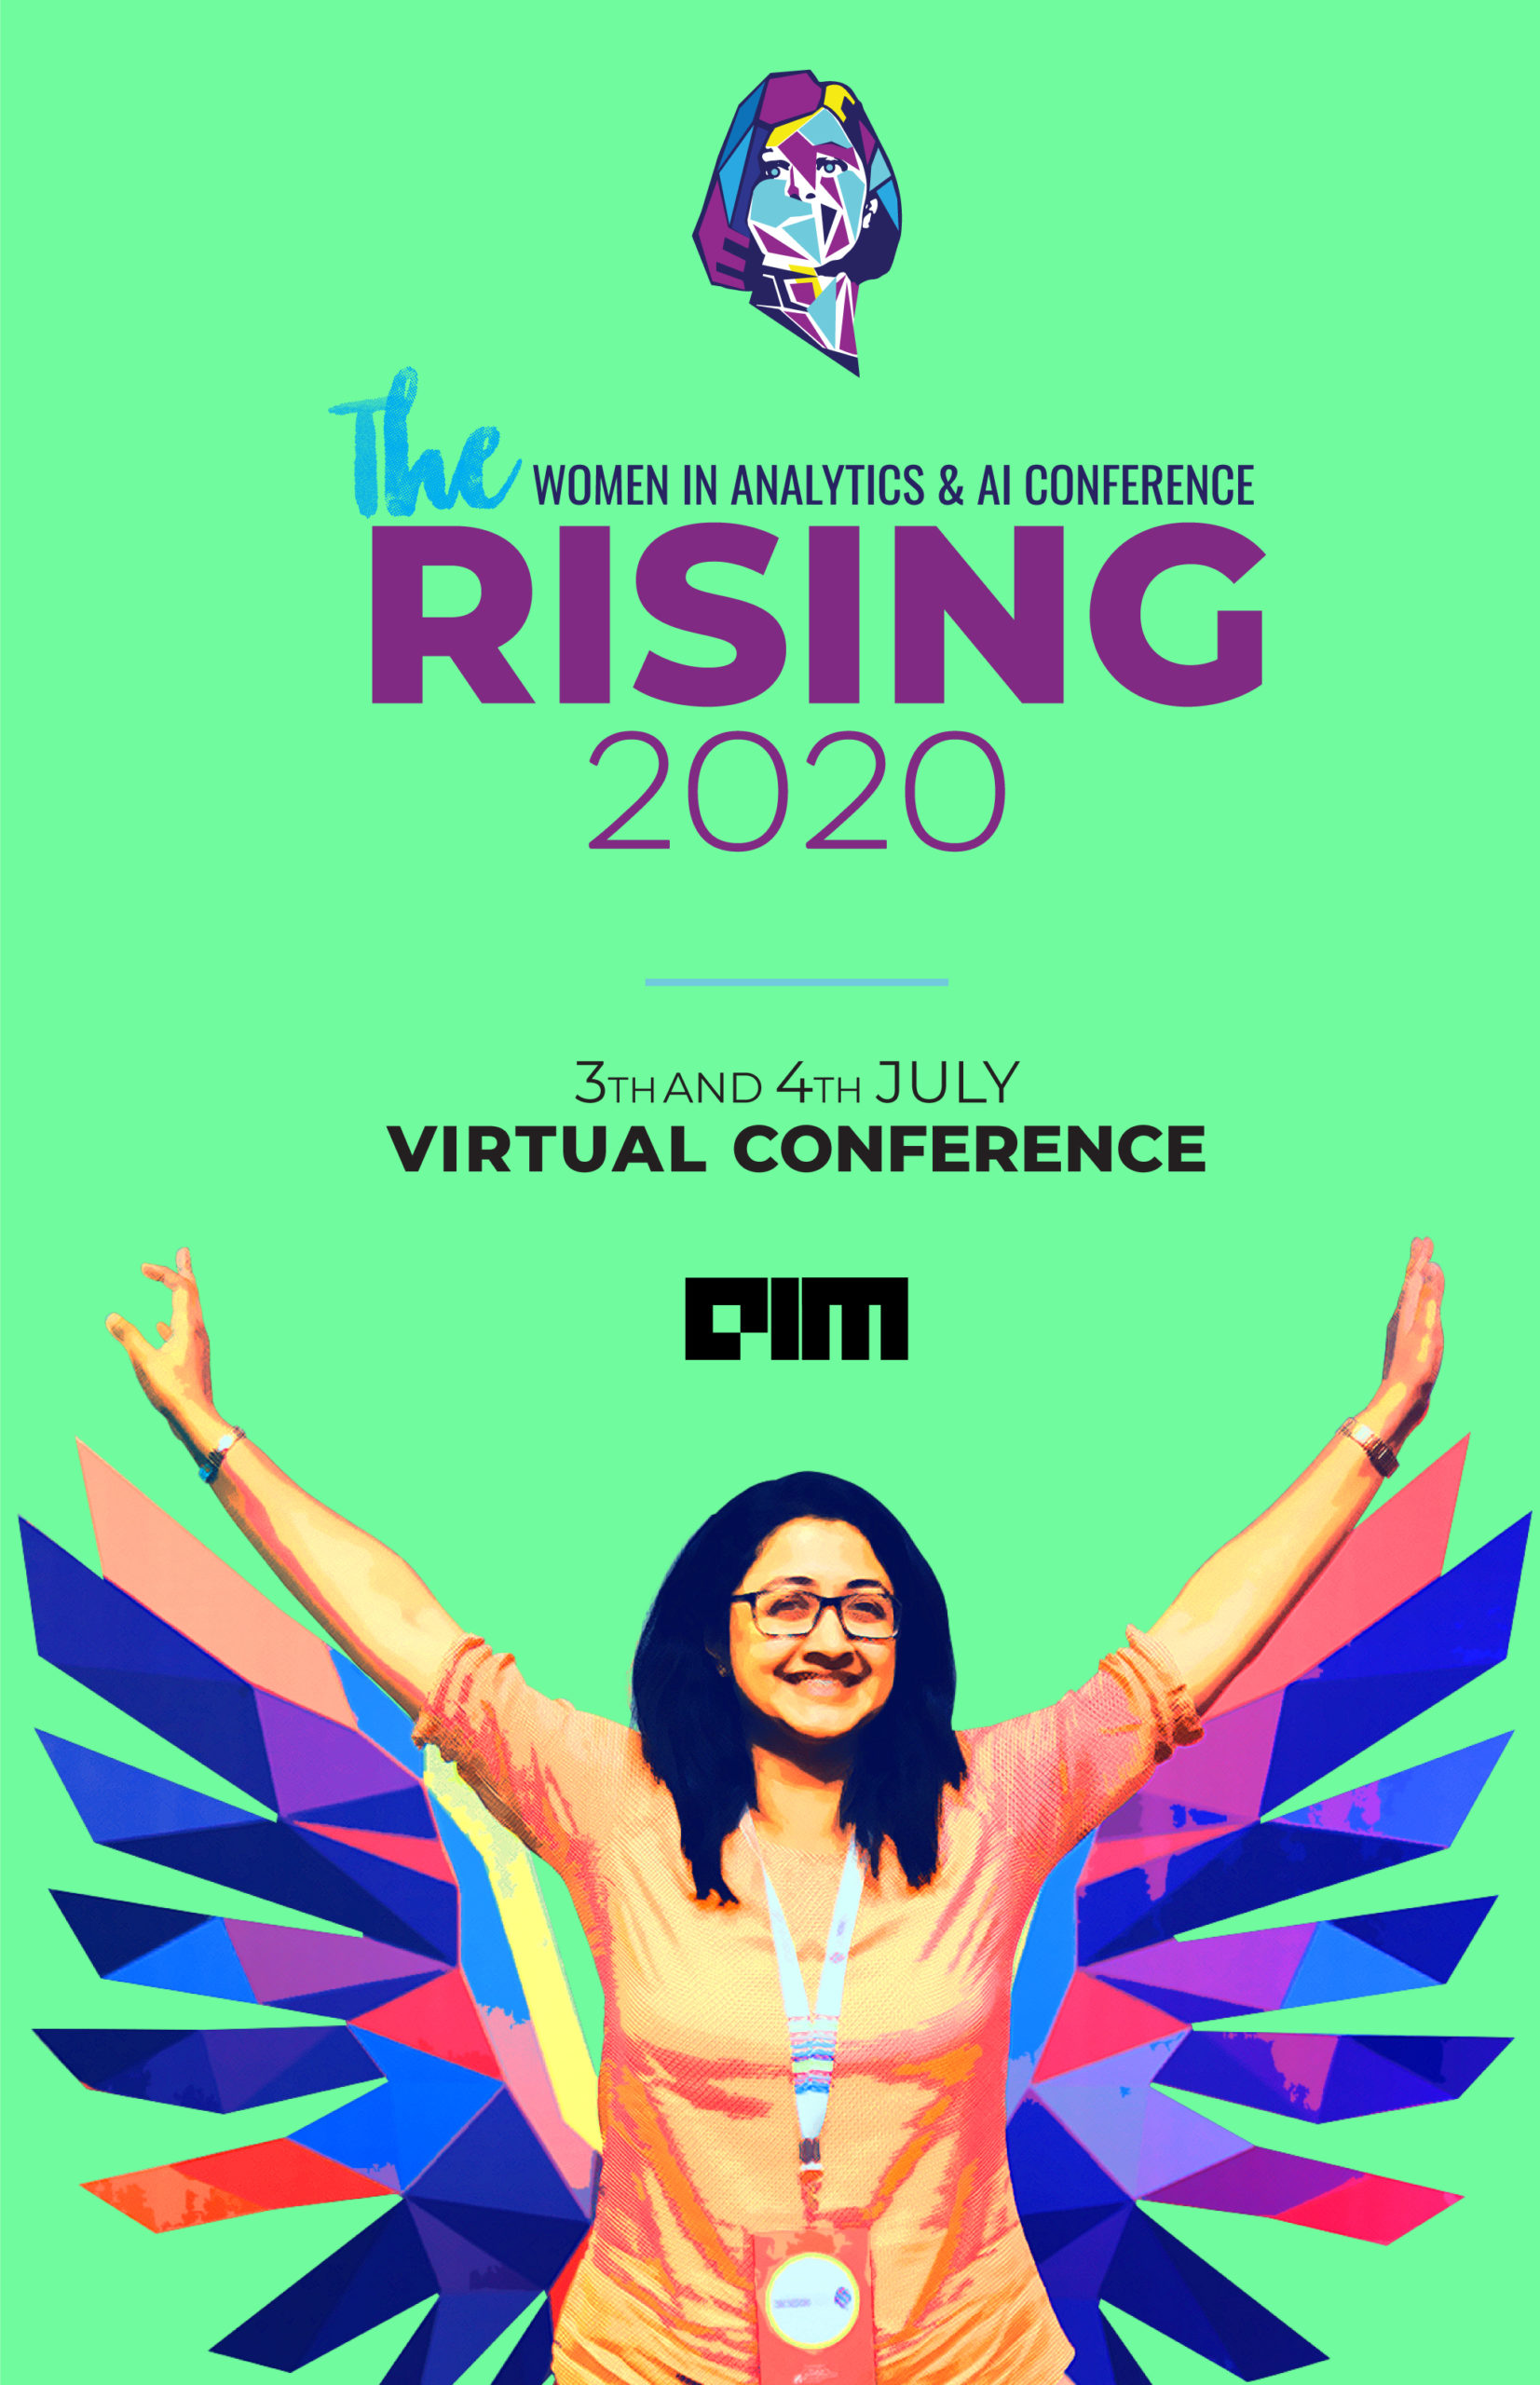 The WOMEN IN ANALYTICS & AI CONFERENCE
RISING
2020
3TH AND 4TH JULY
VIRTUAL CONFERENCE
AIM